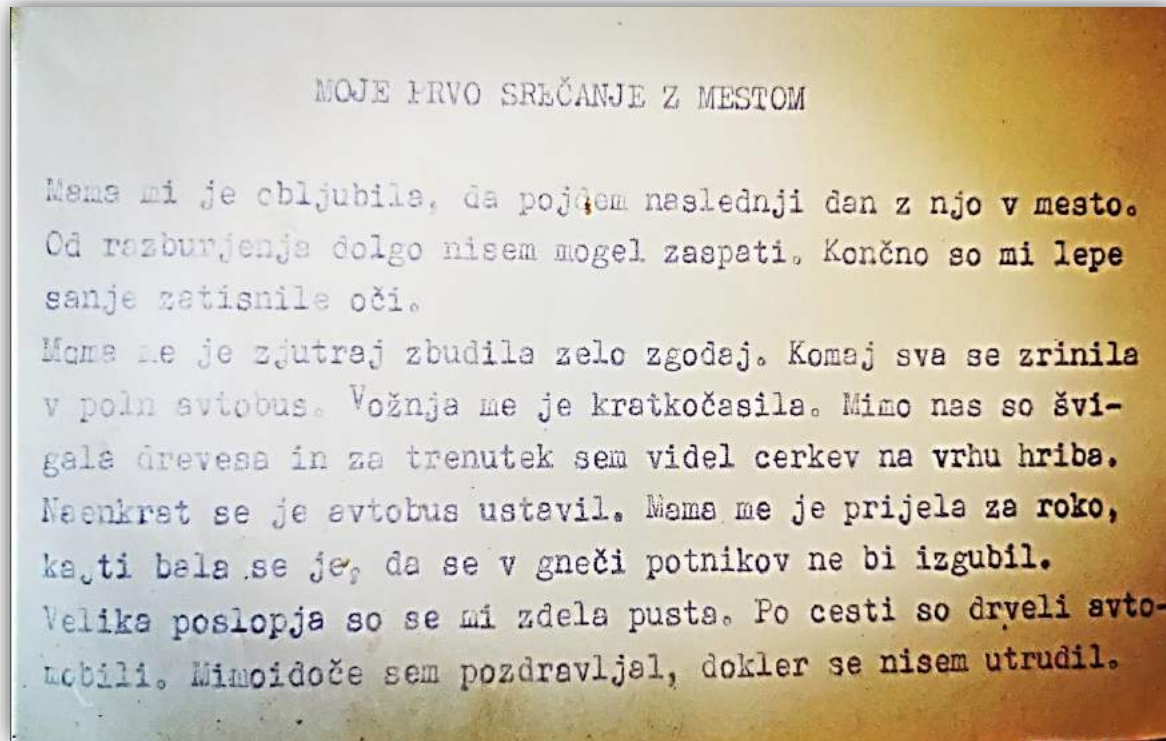 MOJE PRVO SREČANJE Z MESTOM
Mama mi je obljubila, da pojdem naslednji dan z njo v mesto.
Od razburjenja dolgo nisem mogel zaspati. Končno so mi lepe
sanje zatisnile oči.
Mama me je zjutraj zbudila zelo zgodaj. Komaj sva se zrinila
v poln avtobus. Vožnja me je kratkočasila. Mimo nas so švi-
gala drevesa in za trenutek sem videl cerkev na vrhu hriba.
Naenkrat se je avtobus ustavil. Mama me je prijela za roko,
kajti bala se je, da se v gneči potnikov ne bi izgubil.
Velika poslopja so se mi zdela pusta. Po cesti so drveli avto-
mobili. Mimoidoče sem pozdravljal, dokler se nisem utrudil.